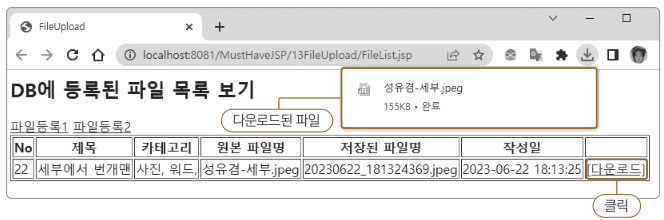 FileUpload
localhost:8081/MustHaveJSP/13FileUpload/FileList.jsp
DB에 등록된 파일 목록 보기
성유겸-세부.jpeg
155KB • 완료
다운로드된 파일
파일등록1 파일등록2
No 제목 카테고리 원본 파일명 저장된 파일명 작성일
22 세부에서 번개맨 사진, 워드, 성유겸-세부.jpeg 20230622_181324369.jpeg 2023-06-22 18:13:25 [다운로드]
클릭